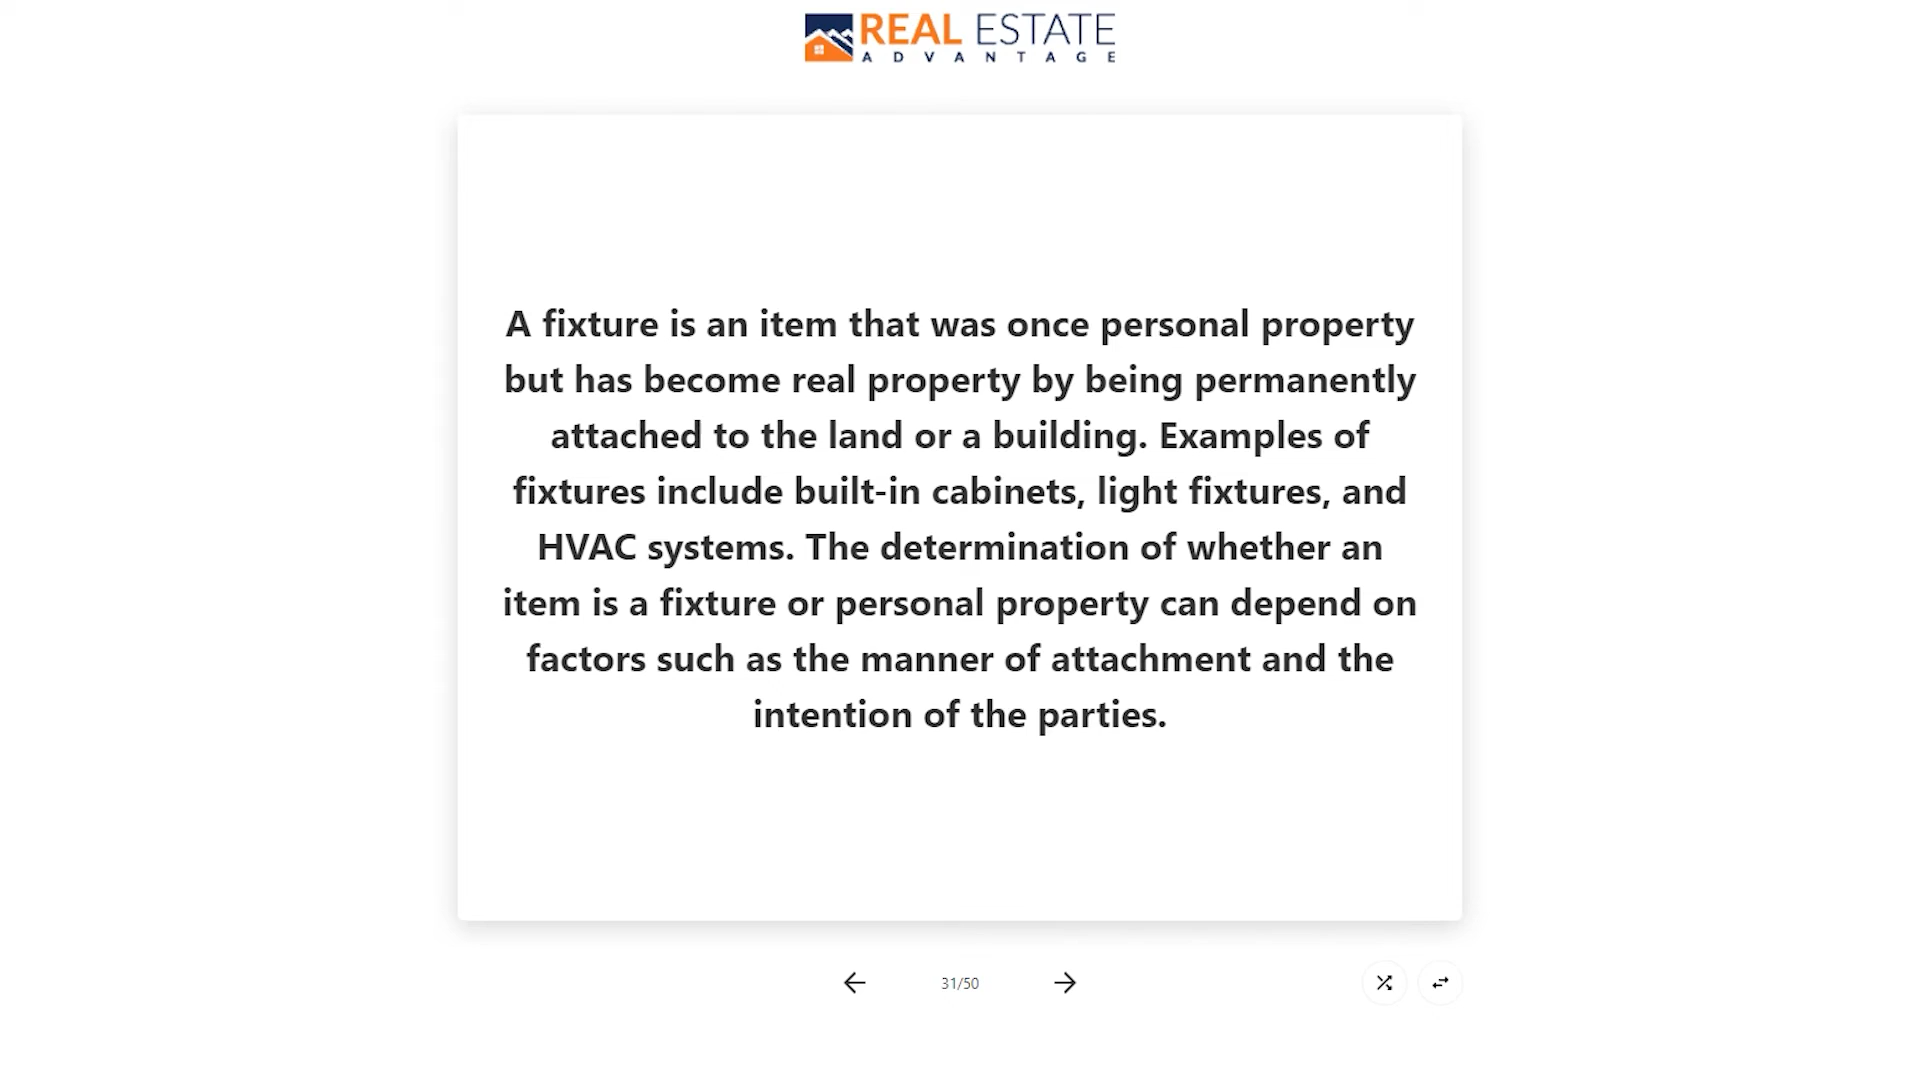 REAL ESTATE
ADVANTAGE
A fixture is an item that was once personal property
but has become real property by being permanently
attached to the land or a building. Examples of
fixtures include built-in cabinets, light fixtures, and
HVAC systems. The determination of whether an
item is a fixture or personal property can depend on
factors such as the manner of attachment and the
intention of the parties.
31/50